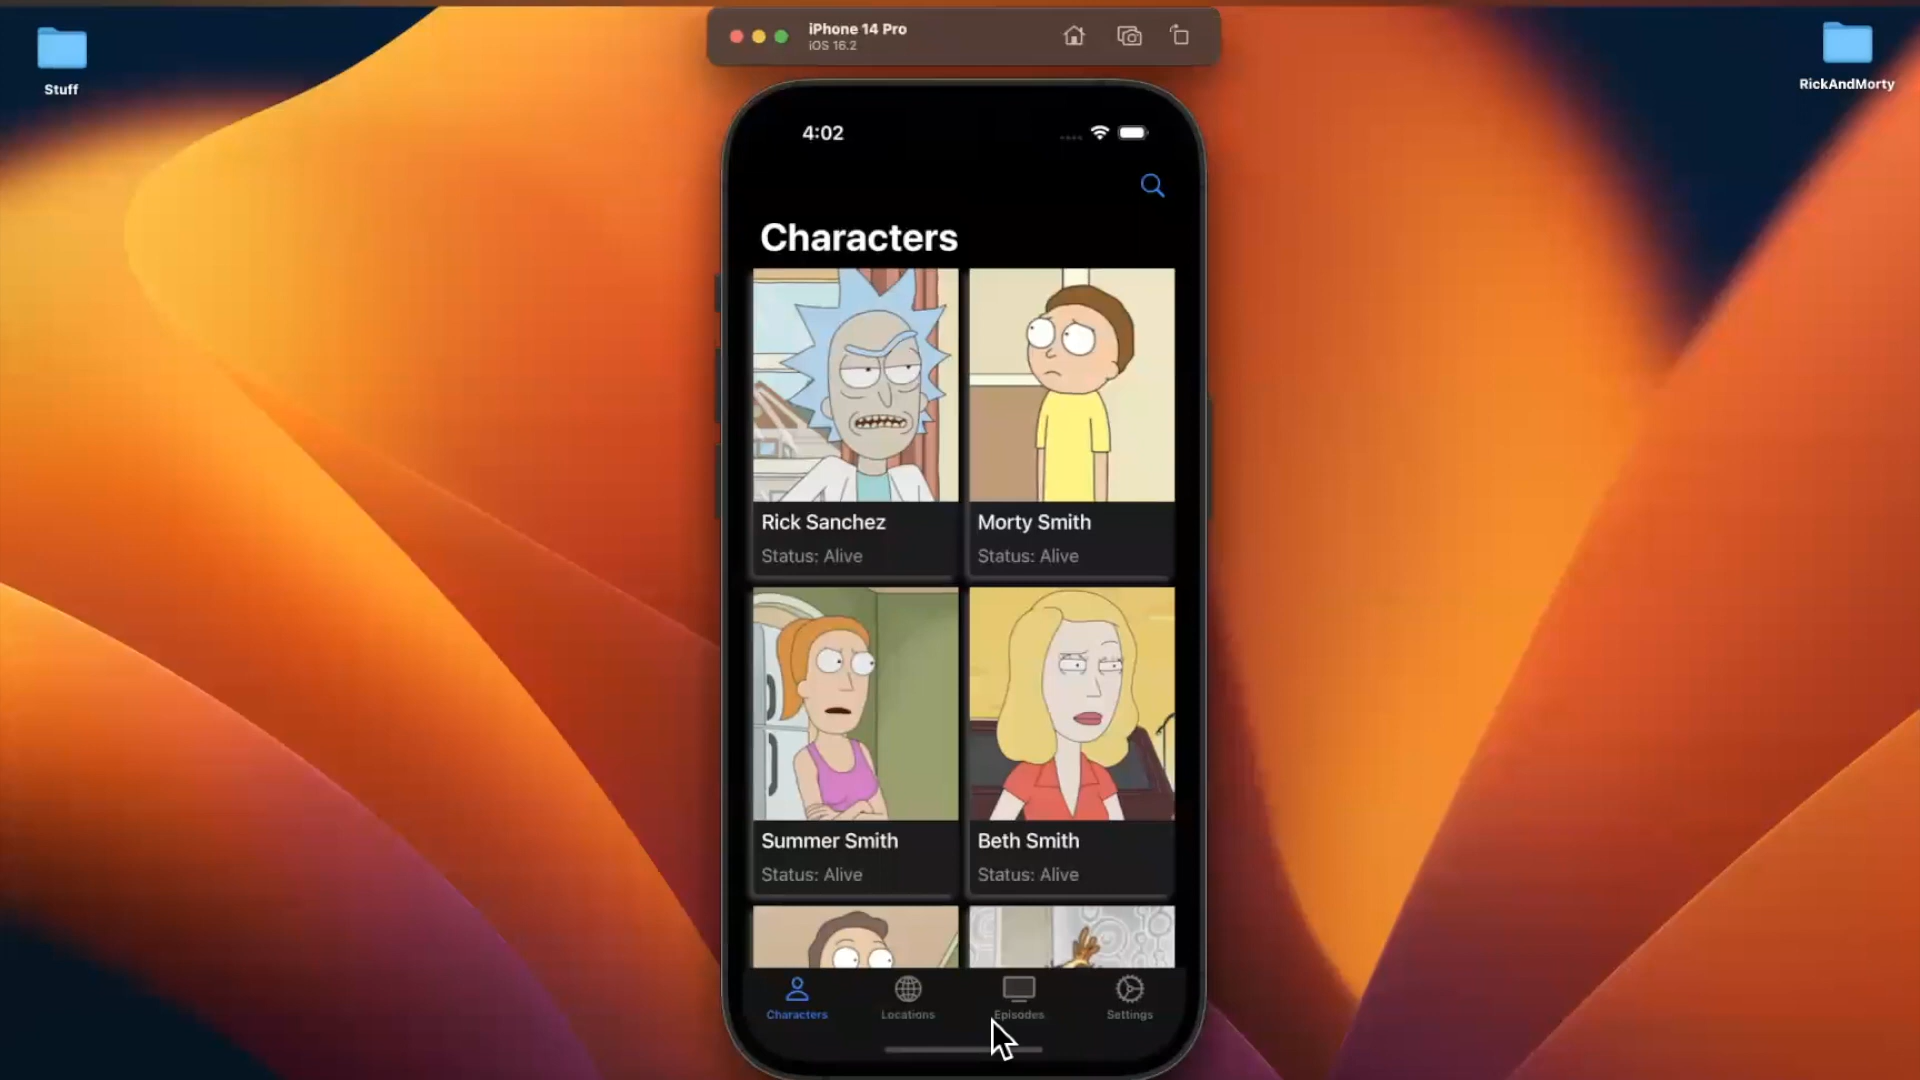 iPhone 14 Pro
iOS 16.2
Stuff
RickAndMorty
4:02
Characters
Rick Sanchez
Status: Alive
Morty Smith
Status: Alive
Summer Smith
Status: Alive
Beth Smith
Status: Alive
Characters
Locations
Episodes
Settings